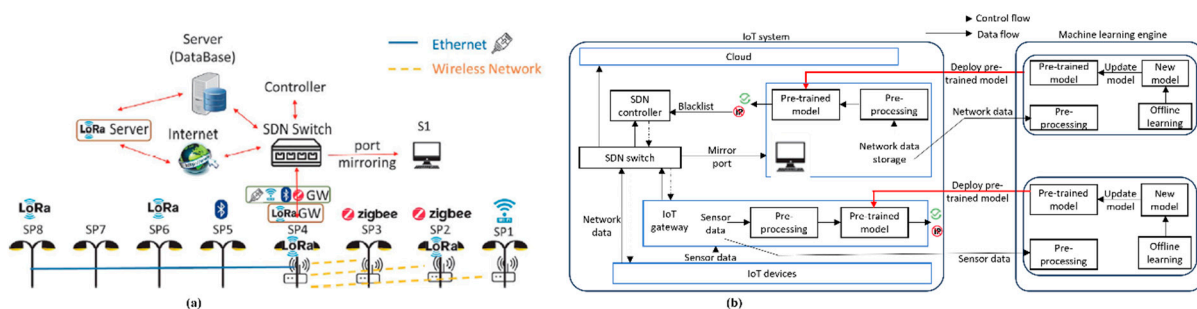 Server
(DataBase)
Ethernet
Wireless Network
Controller
LoRa Server
SDN Switch
S1
Internet
port
mirroring
GW
LoRa GW
LoRa
LoRa
zigbee
zigbee
WiFi
SP8
SP7
SP6
SP5
SP4
SP3
SP2
SP1
LoRa
LoRa
(a)
Control flow
Data flow
IoT system
Machine learning engine
Cloud
Deploy pre-
trained model
Pre-trained
model
Update
model
New
model
SDN
controller
Blacklist
IP
Pre-trained
model
Pre-
processing
Pre-
processing
Offline
learning
Network data
storage
SDN switch
Mirror
port
Deploy pre-
trained model
Pre-trained
model
Update
model
New
model
Network
data
IoT
gateway
Sensor
data
Pre-
processing
Pre-trained
model
IP
Sensor data
Sensor data
Pre-
processing
Offline
learning
IoT devices
(b)